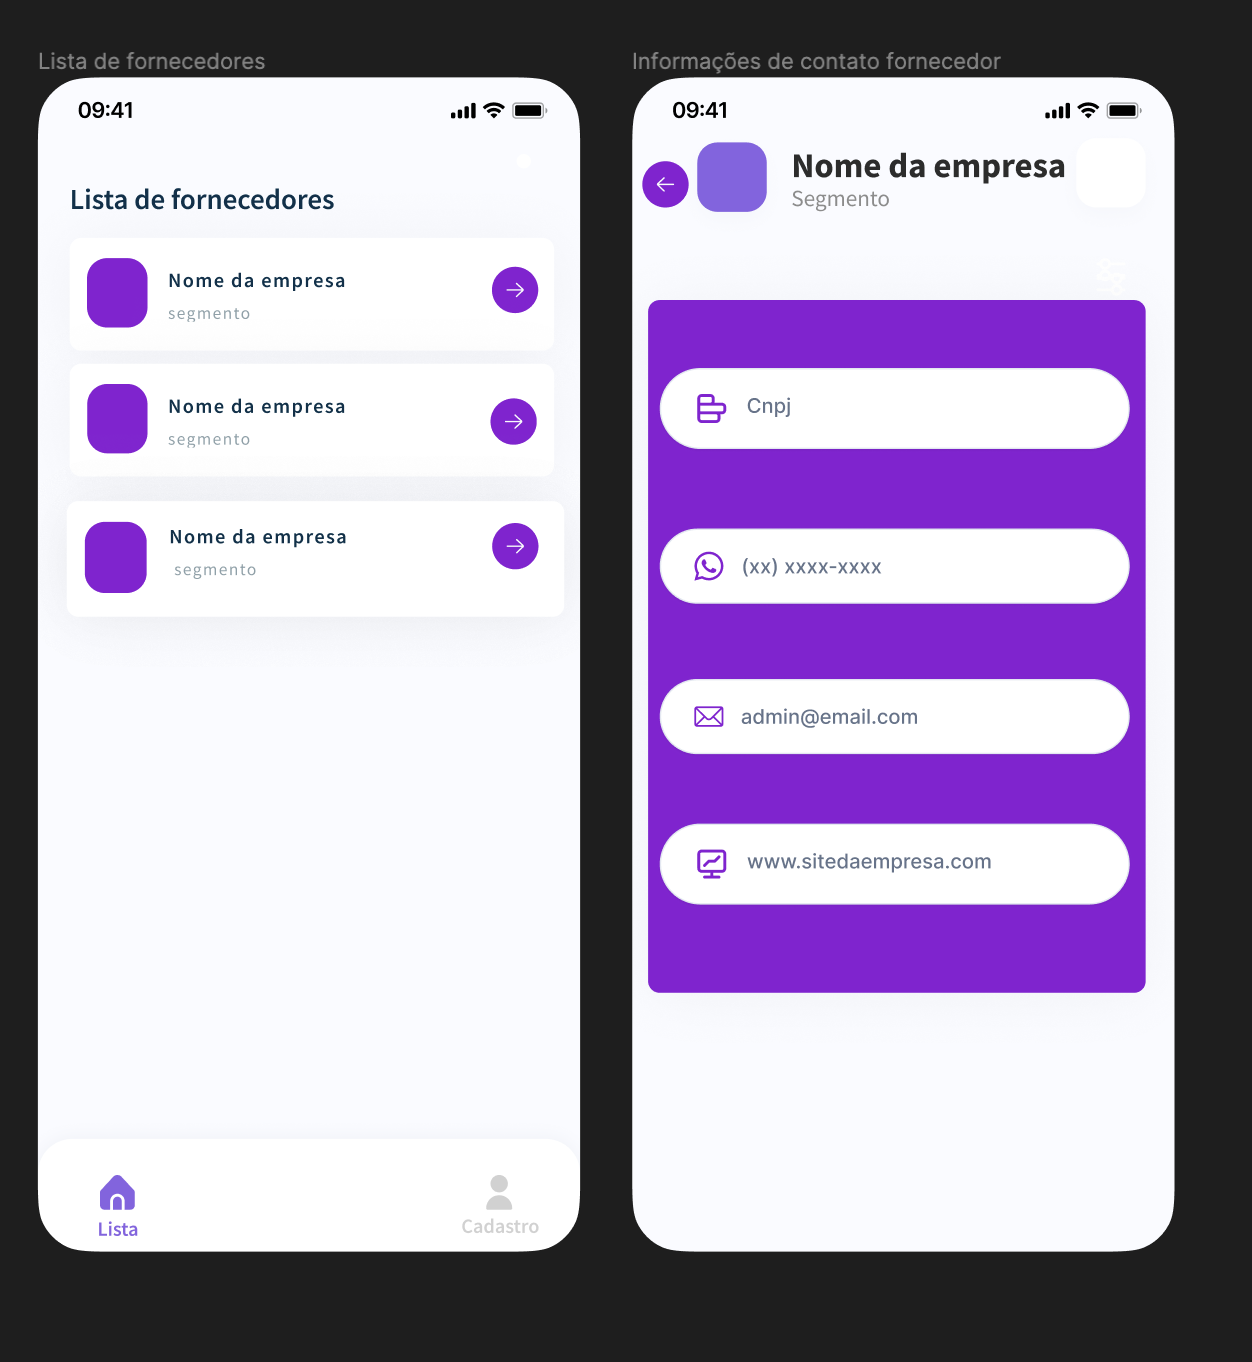 Lista de fornecedores
09:41
Lista de fornecedores
Nome da empresa
segmento
Nome da empresa
segmento
Nome da empresa
segmento
Lista
Cadastro
Informações de contato fornecedor
09:41
Nome da empresa
Segmento
Cnpj
(xx) xxxx-xxxx
admin@email.com
www.sitedaempresa.com